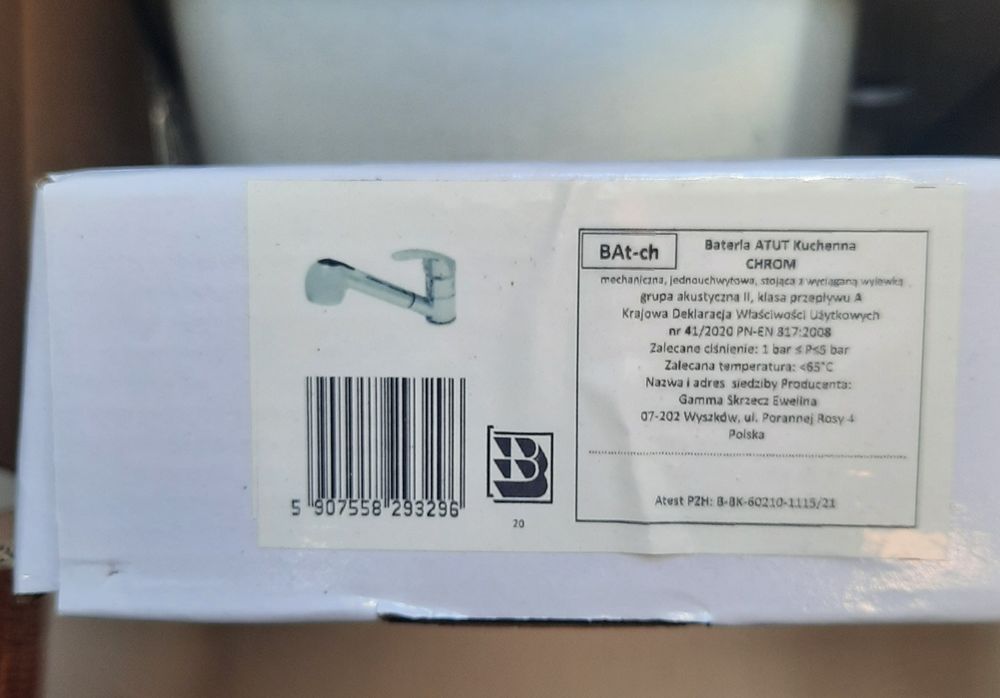 BAt-ch
Bateria ATUT Kuchenna
CHROM
mechaniczna, jednouchwytowa, stojąca z wyciąganą wylewką
grupa akustyczna II, klasa przepływu A
Krajowa Deklaracja Właściwości Użytkowych
nr 41/2020 PN-EN 817:2008
Zalecane ciśnienie: 1 bar ≤ P≤5 bar
Zalecana temperatura: <65°C
Nazwa i adres siedziby Producenta:
Gamma Skrzecz Ewelina
07-202 Wyszków, ul. Porannej Rosy 4
Polska
Atest PZH: B-BK-60210-1115/21
5 907558 293296
B
20